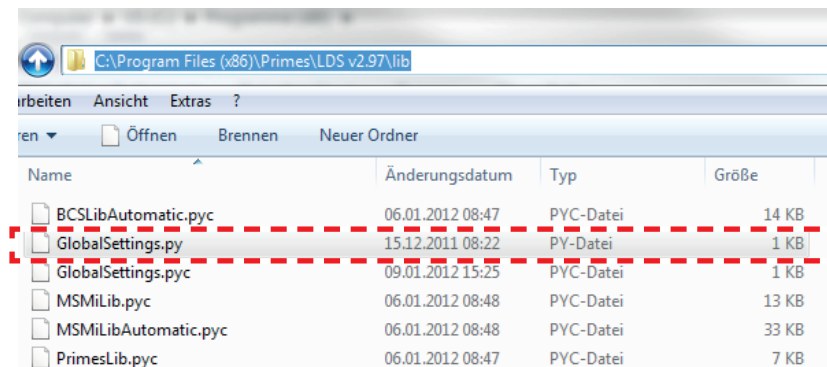 C:\Program Files (x86)\Primes\LDS v2.97\lib
rbeiten Ansicht Extras ?
ren Öffnen Brennen Neuer Ordner
Name Änderungsdatum Typ Größe
BCSLibAutomatic.pyc 06.01.2012 08:47 PYC-Datei 14 KB
GlobalSettings.py 15.12.2011 08:22 PY-Datei 1 KB
GlobalSettings.pyc 09.01.2012 15:25 PYC-Datei 1 KB
MSMiLib.pyc 06.01.2012 08:48 PYC-Datei 13 KB
MSMiLibAutomatic.pyc 06.01.2012 08:48 PYC-Datei 33 KB
PrimesLib.pyc 06.01.2012 08:47 PYC-Datei 7 KB